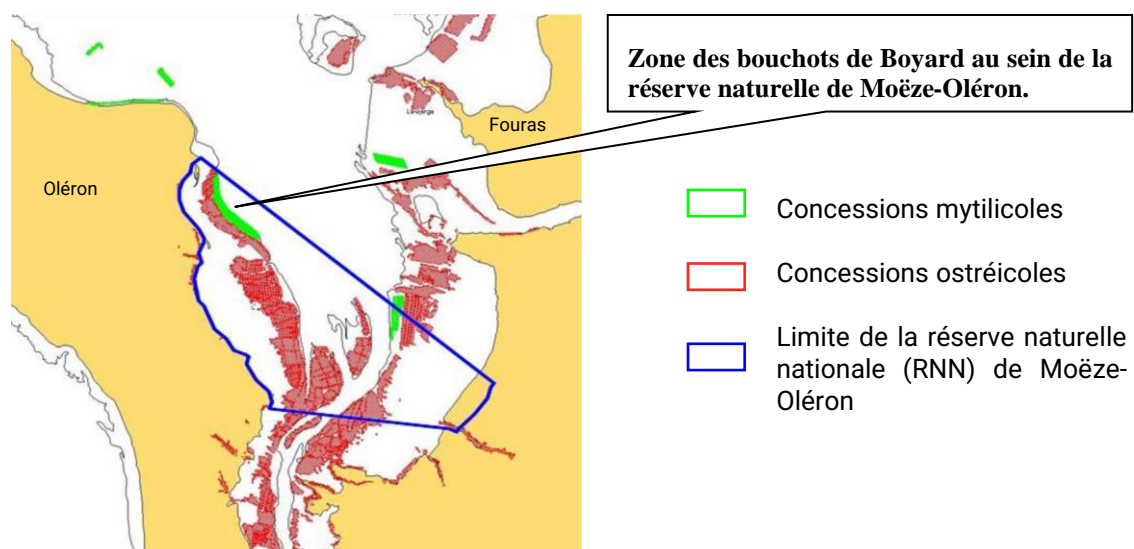 Zone des bouchots de Boyard au sein de la
réserve naturelle de Moëze-Oléron.
Fouras
Oléron
Concessions mytilicoles
Concessions ostréicoles
Limite de la réserve naturelle
nationale (RNN) de Moëze-
Oléron